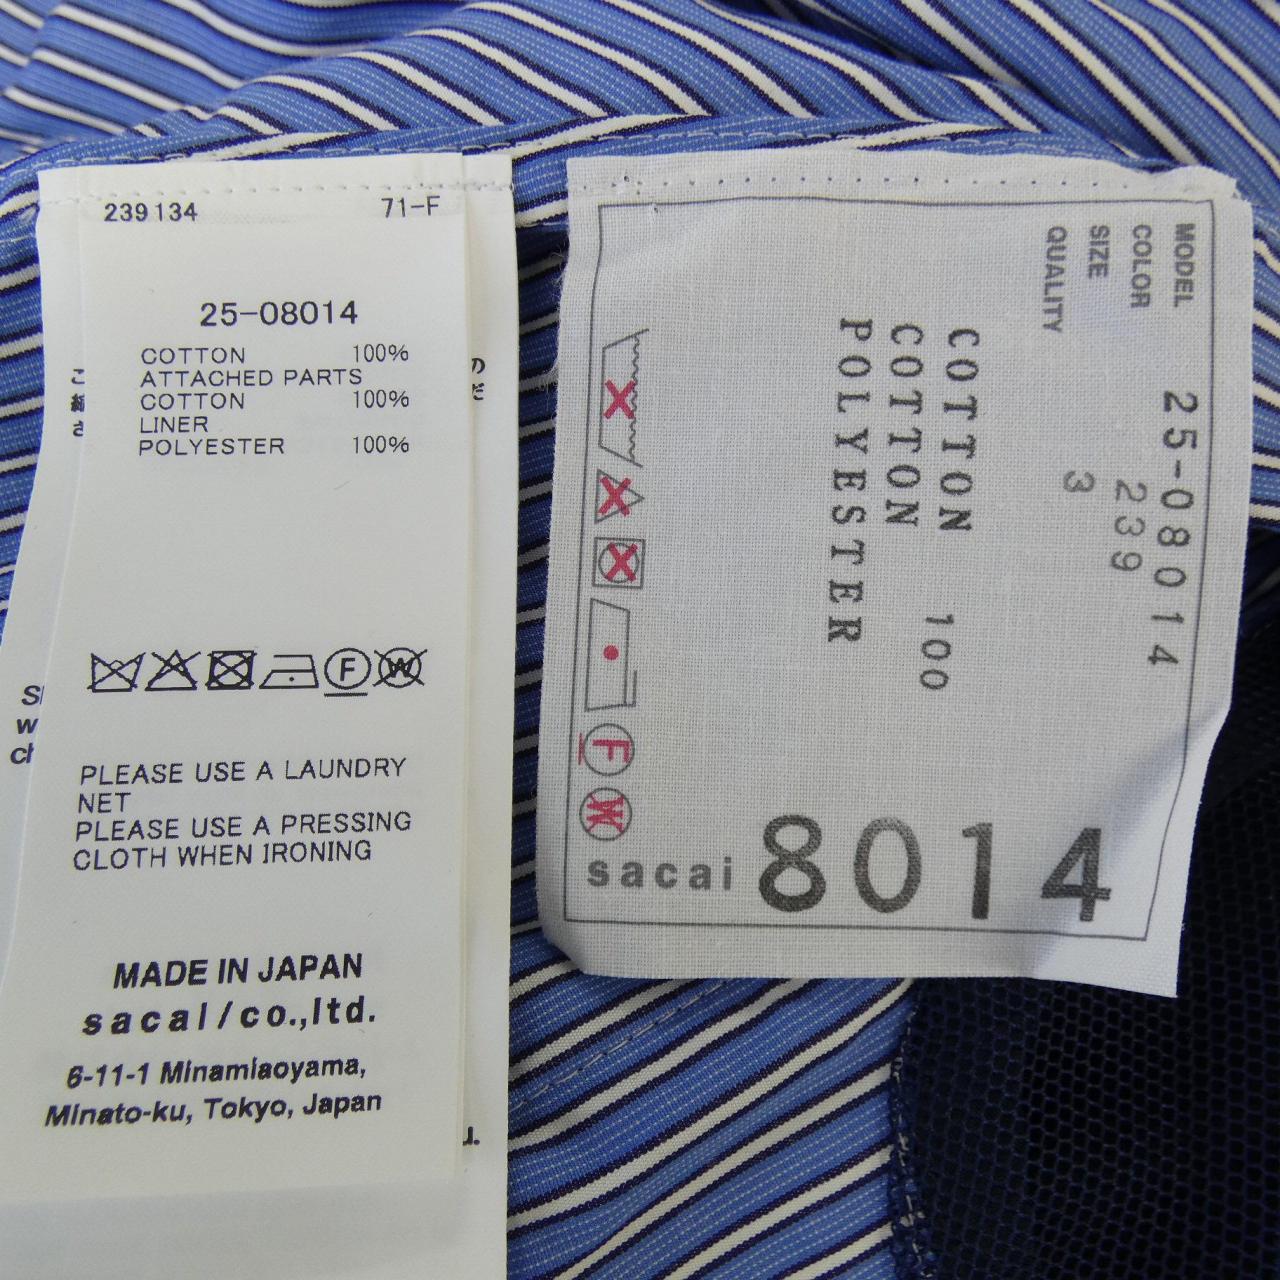 239134 71-F
25-08014
COTTON 100%
ATTACHED PARTS
COTTON 100%
LINER
POLYESTER 100%
F W
PLEASE USE A LAUNDRY
NET
PLEASE USE A PRESSING
CLOTH WHEN IRONING
MADE IN JAPAN
sacai/co.,ltd.
6-11-1 Minamiaoyama,
Minato-ku, Tokyo, Japan
MODEL 25-08014
COLOR 239
SIZE 3
QUALITY
COTTON 100
COTTON
POLYESTER
F W
sacai 8014